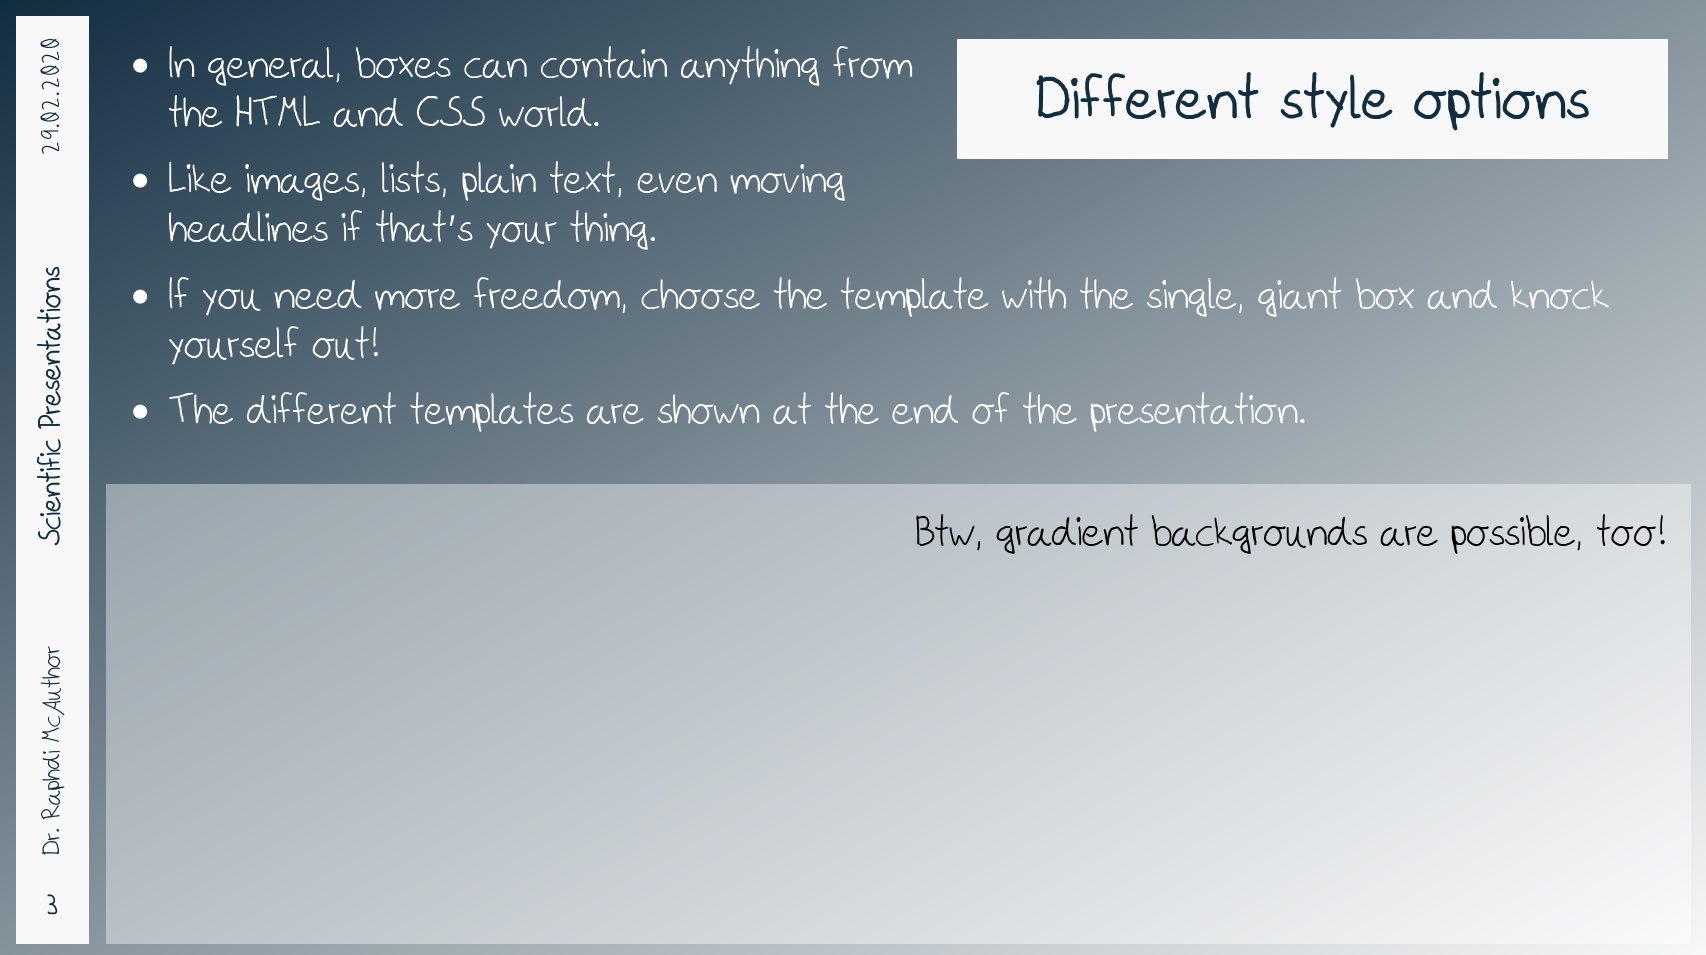 Different style options
In general, boxes can contain anything from
the HTML and CSS world.
Like images, lists, plain text, even moving
headlines if that's your thing.
If you need more freedom, choose the template with the single, giant box and knock
yourself out!
The different templates are shown at the end of the presentation.
Btw, gradient backgrounds are possible, too!
3
Dr. Raphdi McAuthor
Scientific Presentations
29.02.2020